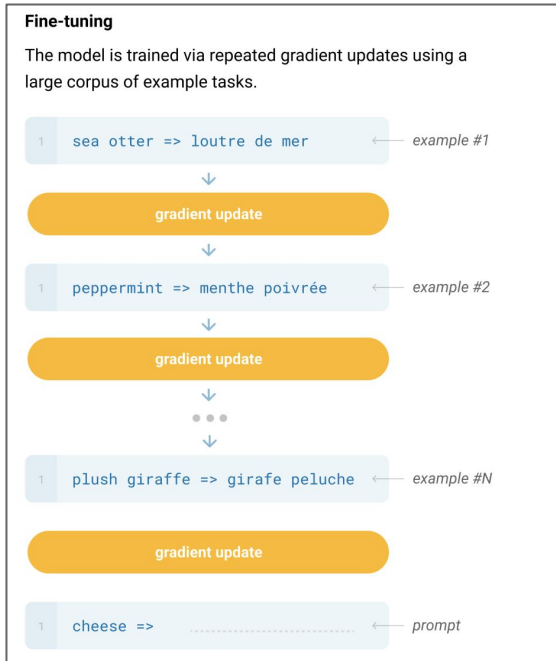 Fine-tuning
The model is trained via repeated gradient updates using a
large corpus of example tasks.
1 sea otter => loutre de mer example #1
gradient update
1 peppermint => menthe poivrée example #2
gradient update
1 plush giraffe => girafe peluche example #N
gradient update
1 cheese => prompt